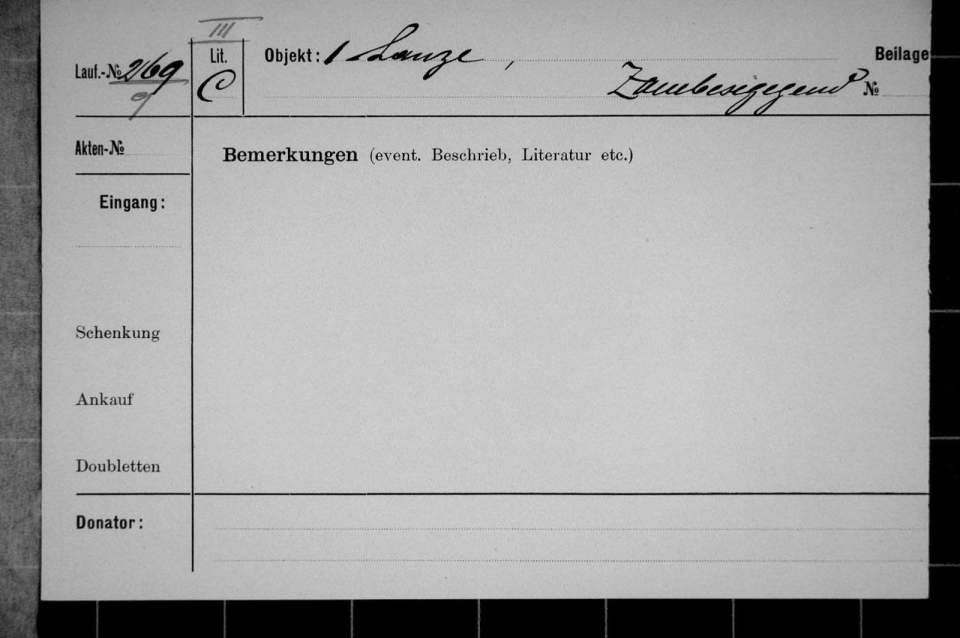 III
Lauf.-№ 269
9
Lit.
C
Objekt: 1 Lanze,
Zambesigegend
Beilage
№
Akten-№
Bemerkungen (event. Beschrieb, Literatur etc.)
Eingang:
Schenkung
Ankauf
Doubletten
Donator: